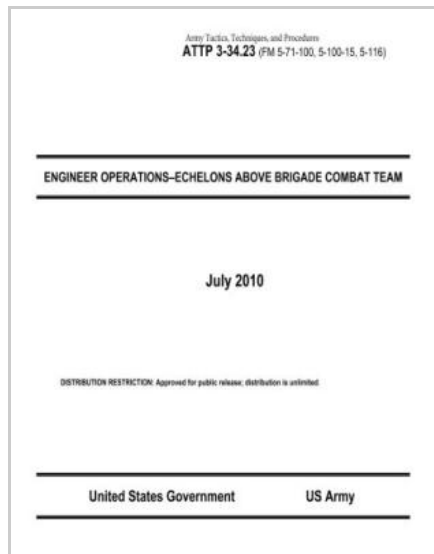 Army Tactics, Techniques, and Procedures
ATTP 3-34.23 (FM 5-71-100, 5-100-15, 5-116)
ENGINEER OPERATIONS–ECHELONS ABOVE BRIGADE COMBAT TEAM
July 2010
DISTRIBUTION RESTRICTION: Approved for public release; distribution is unlimited.
United States Government US Army